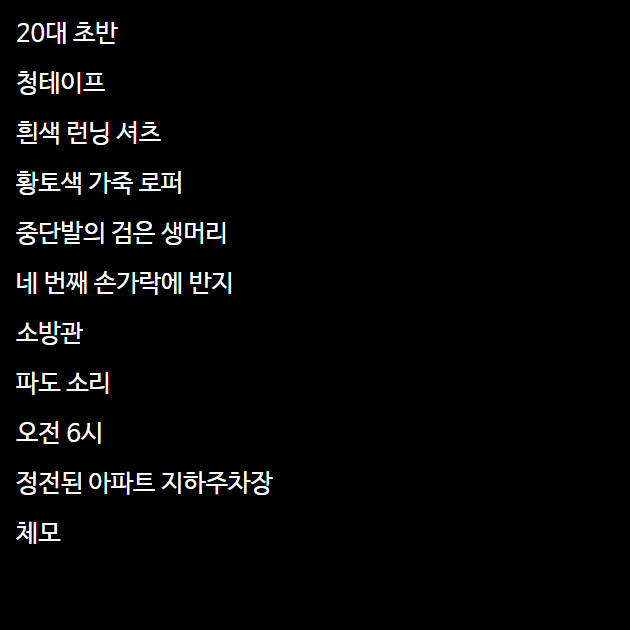 20대 초반
청테이프
흰색 런닝 셔츠
황토색 가죽 로퍼
중단발의 검은 생머리
네 번째 손가락에 반지
소방관
파도 소리
오전 6시
정전된 아파트 지하주차장
체모